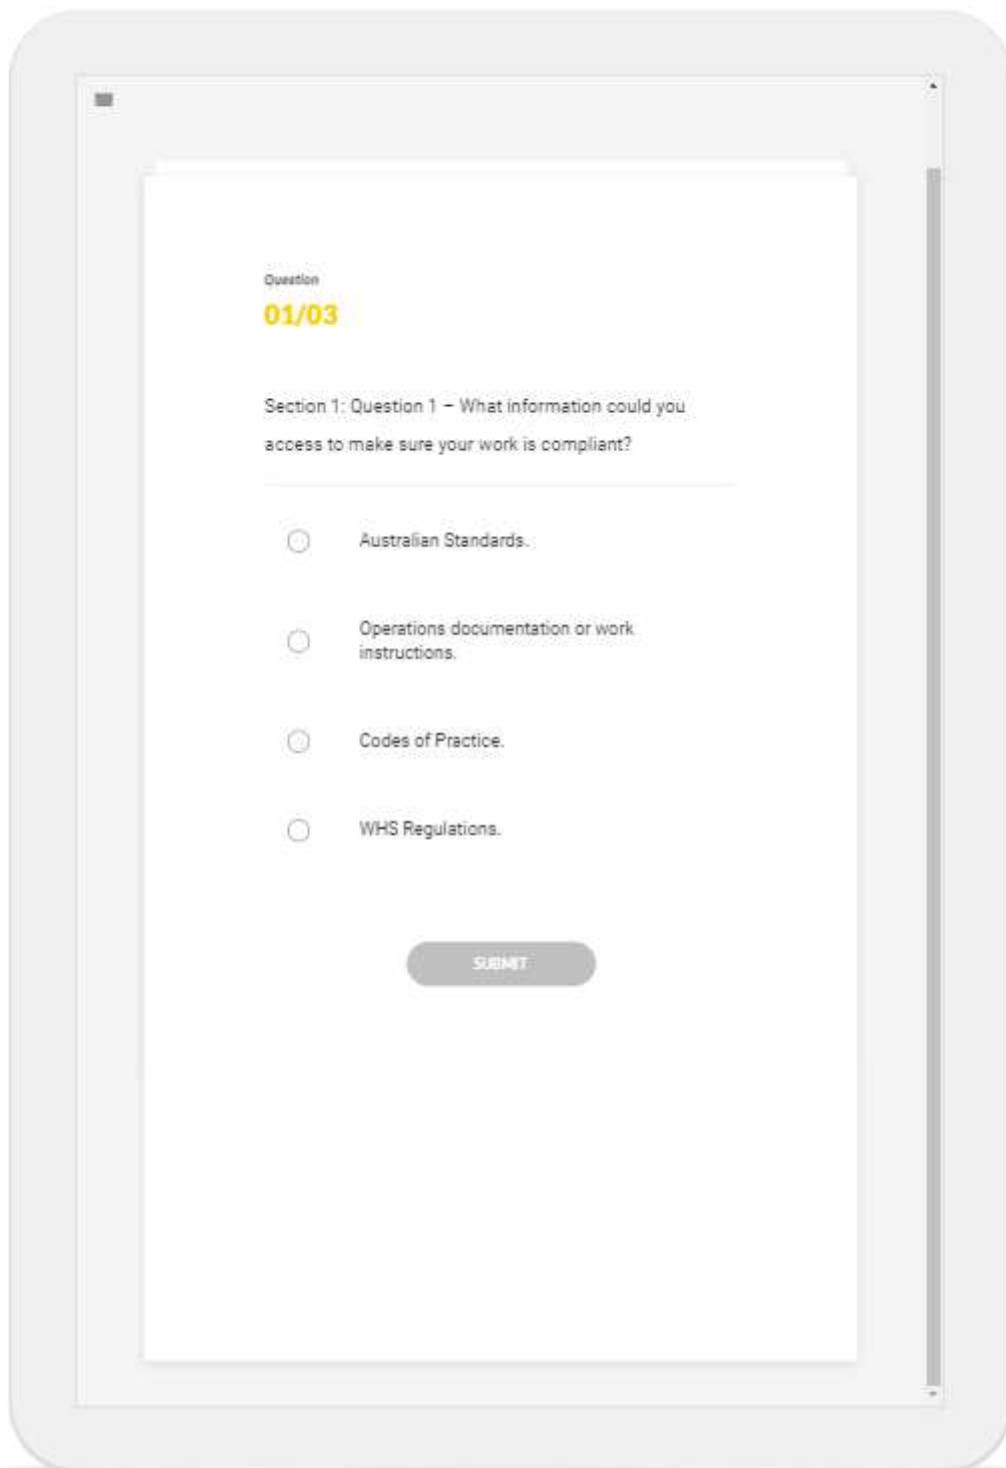 Question
01/03
Section 1: Question 1 – What information could you
access to make sure your work is compliant?
Australian Standards.
Operations documentation or work
instructions.
Codes of Practice.
WHS Regulations.
SUBMIT